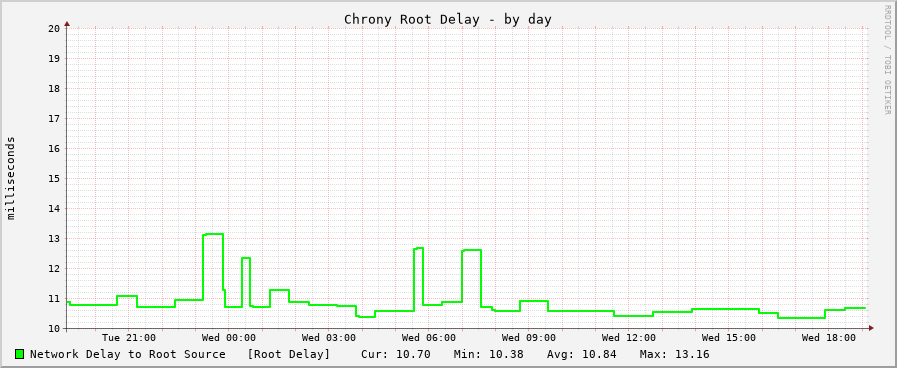 Chrony Root Delay - by day
RRDTOOL / TOBI OETIKER
milliseconds
20
19
18
17
16
15
14
13
12
11
10
Tue 21:00 Wed 00:00 Wed 03:00 Wed 06:00 Wed 09:00 Wed 12:00 Wed 15:00 Wed 18:00
Network Delay to Root Source [Root Delay] Cur: 10.70 Min: 10.38 Avg: 10.84 Max: 13.16